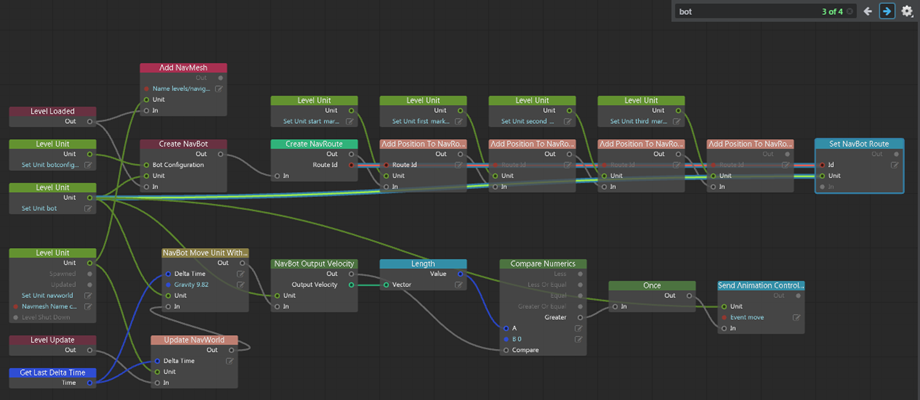 bot
3 of 4
Add NavMesh
Out
Name levels/navig...
Unit
In
Level Loaded
Out
Level Unit
Unit
Set Unit botconfig...
Level Unit
Unit
Set Unit bot
Create NavBot
Out
Bot Configuration
Unit
In
Level Unit
Unit
Set Unit start mar...
Level Unit
Unit
Set Unit first mark...
Level Unit
Unit
Set Unit second ...
Level Unit
Unit
Set Unit third mar...
Create NavRoute
Out
Route Id
In
Add Position To NavRo...
Out
Route Id
Unit
In
Add Position To NavRo...
Out
Route Id
Unit
In
Add Position To NavRo...
Out
Route Id
Unit
In
Add Position To NavRo...
Out
Route Id
Unit
In
Set NavBot Route
Id
Unit
In
Level Unit
Unit
Spawned
Unspawned
Set Unit navworld
Navmesh Name c...
Level Shut Down
Level Update
Out
Get Last Delta Time
Time
NavBot Move Unit With...
Out
Delta Time
Gravity 9.82
Unit
In
Update NavWorld
Out
Delta Time
Unit
In
NavBot Output Velocity
Out
Output Velocity
Unit
In
Length
Value
Vector
Compare Numerics
Less
Less Or Equal
Equal
Greater Or Equal
Greater
A
B 0
Compare
Once
Out
In
Send Animation Control...
Out
Unit
Event move
In